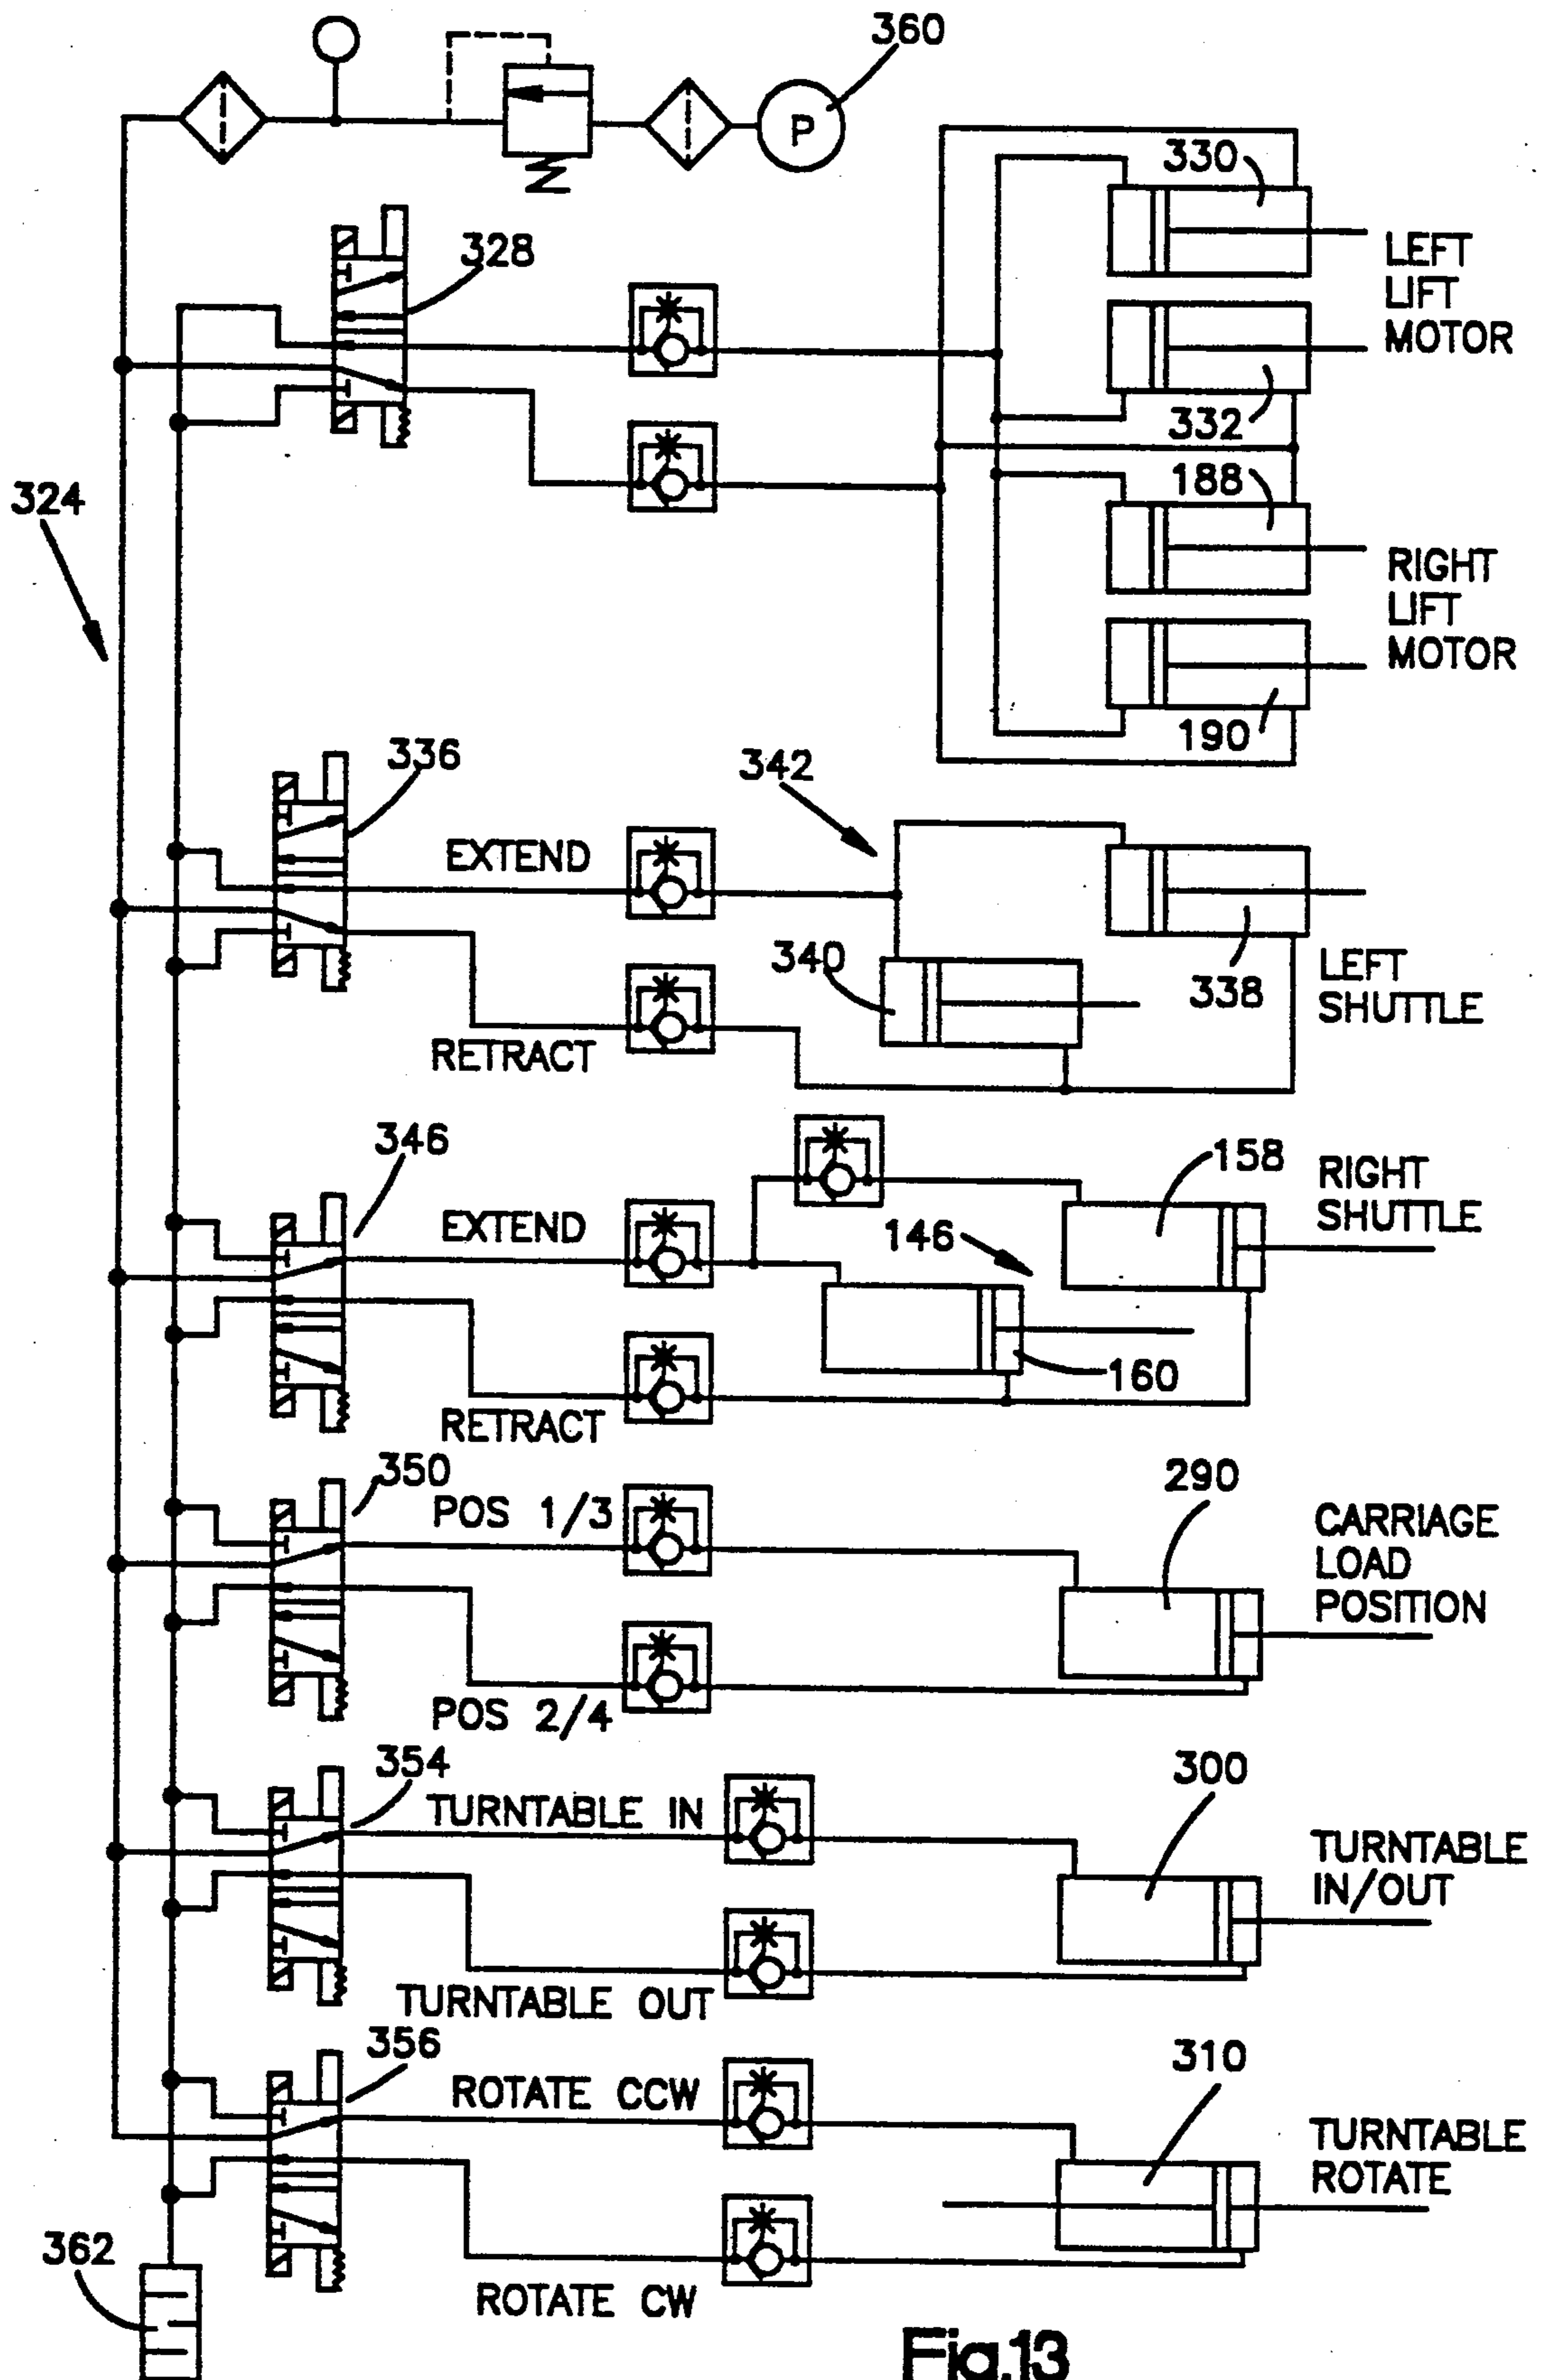 360
P
330
LEFT
LIFT
MOTOR
328
332
324
188
RIGHT
LIFT
MOTOR
190
336
342
EXTEND
340
338
LEFT
SHUTTLE
RETRACT
346
158
RIGHT
SHUTTLE
EXTEND
146
160
RETRACT
350
POS 1/3
290
CARRIAGE
LOAD
POSITION
POS 2/4
354
TURNTABLE IN
300
TURNTABLE
IN/OUT
TURNTABLE OUT
356
ROTATE CCW
310
TURNTABLE
ROTATE
362
ROTATE CW
Fig.13